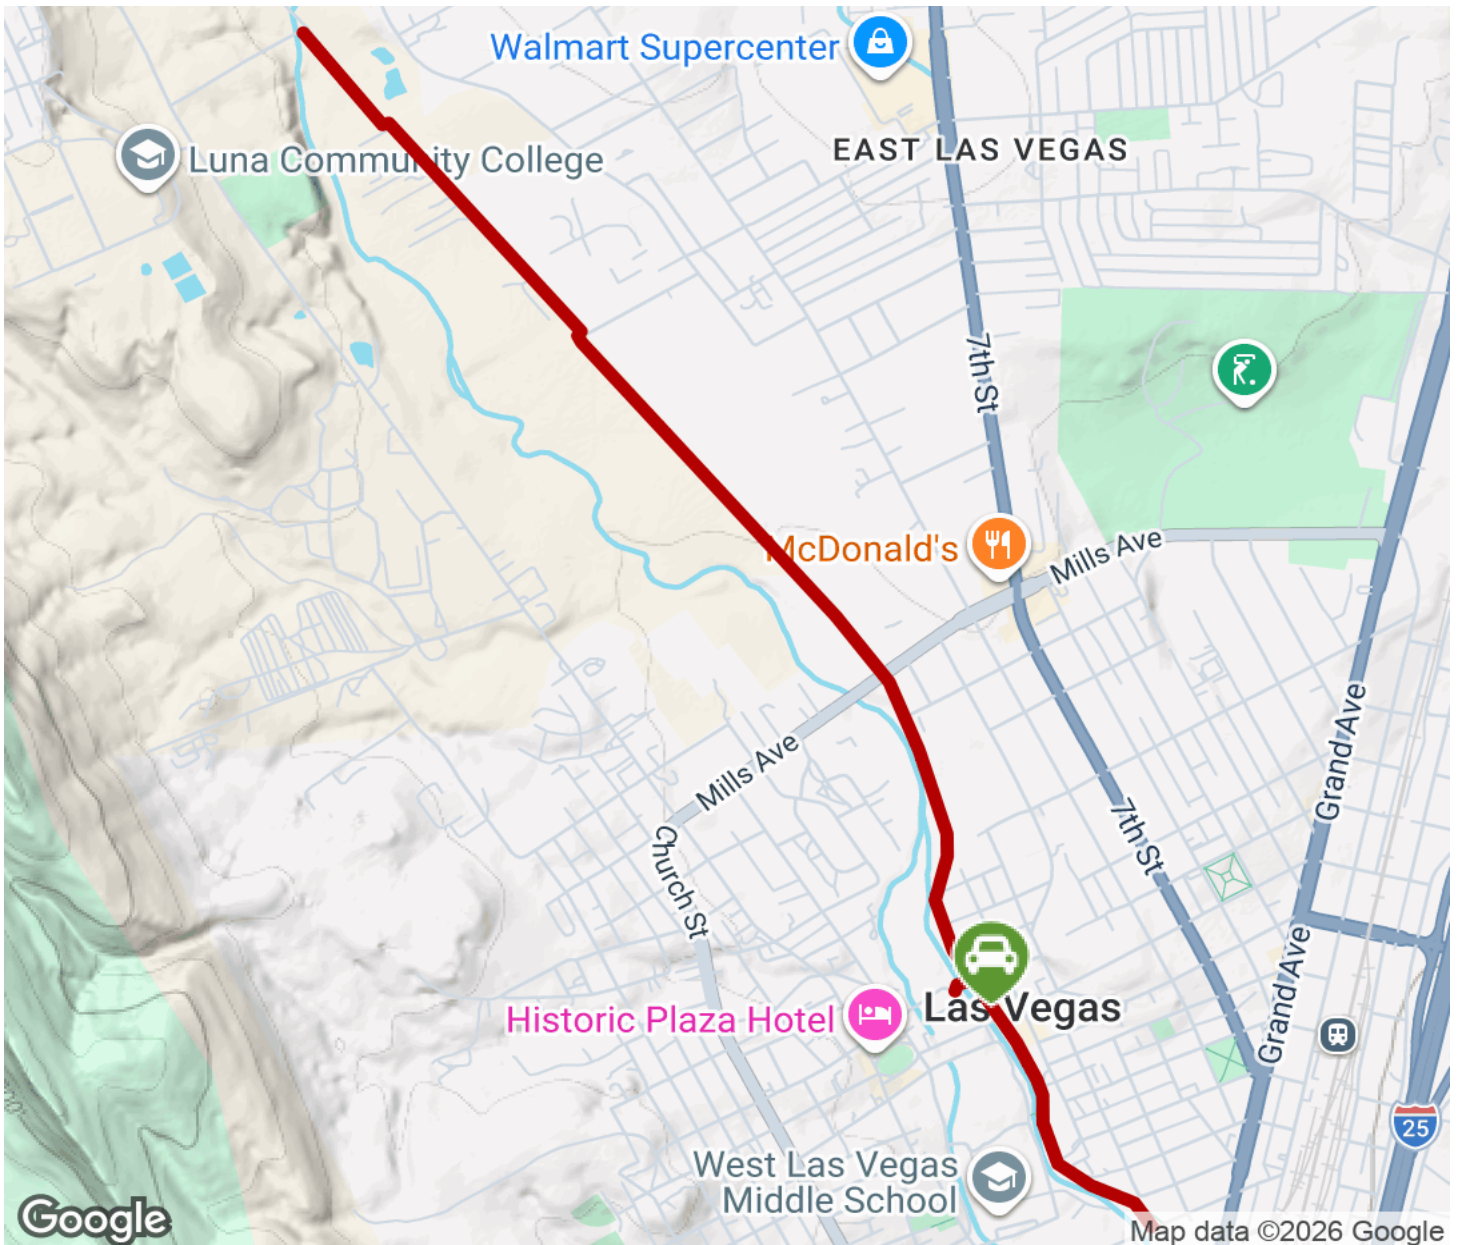 Walmart Supercenter
EAST LAS VEGAS
Luna Community College
7th St
McDonald's
Mills Ave
Grand Ave
Mills Ave
7th St
Church St
Grand Ave
Las Vegas
Historic Plaza Hotel
25
West Las Vegas
Middle School
Google
Map data ©2026 Google